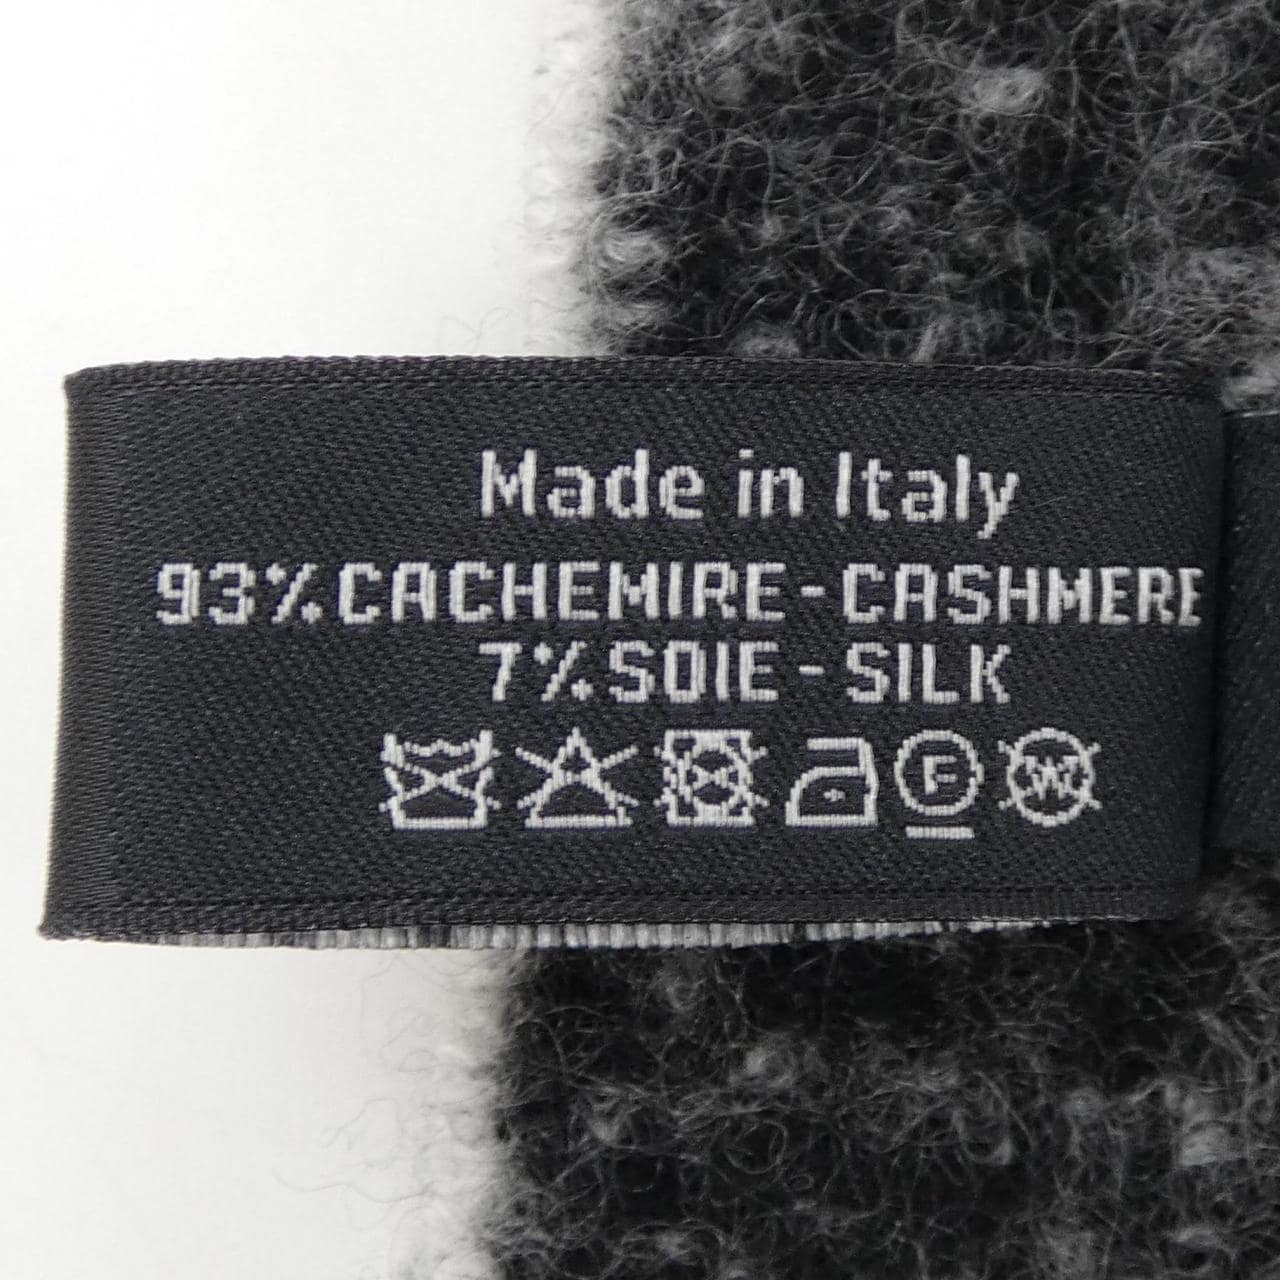 Made in Italy
93% CACHEMIRE - CASHMERE
7% SOIE - SILK
F W